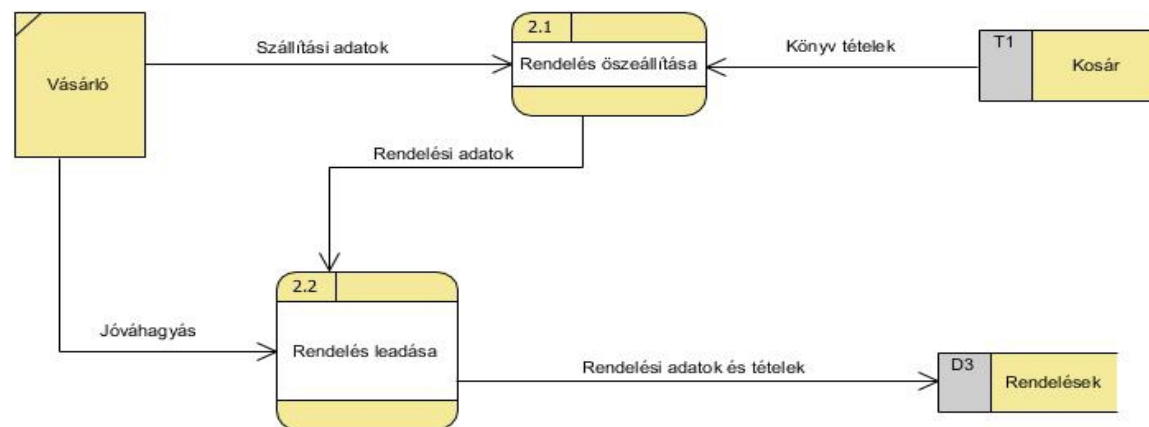 2.1
T1
Szállítási adatok
Könyv tételek
Vásárló
Rendelés öszeállítása
Kosár
Rendelési adatok
2.2
Jóváhagyás
Rendelés leadása
Rendelési adatok és tételek
D3
Rendelések